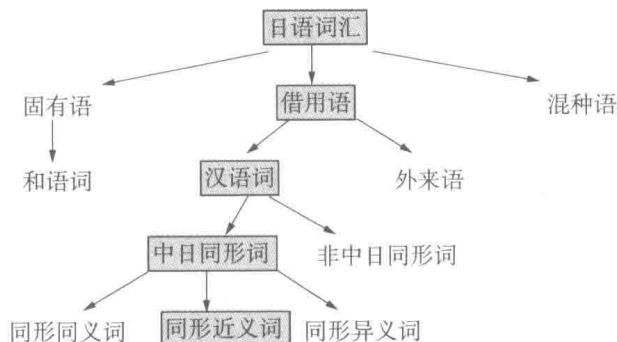 日语词汇
固有语 借用语 混种语
和语词 汉语词 外来语
中日同形词 非中日同形词
同形同义词 同形近义词 同形异义词